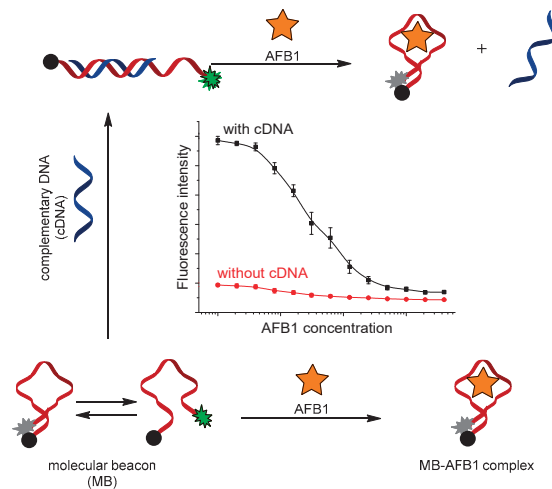 AFB1
+
complementary DNA
(cDNA)
with cDNA
Fluorescence intensity
without cDNA
AFB1 concentration
AFB1
molecular beacon
(MB)
MB-AFB1 complex